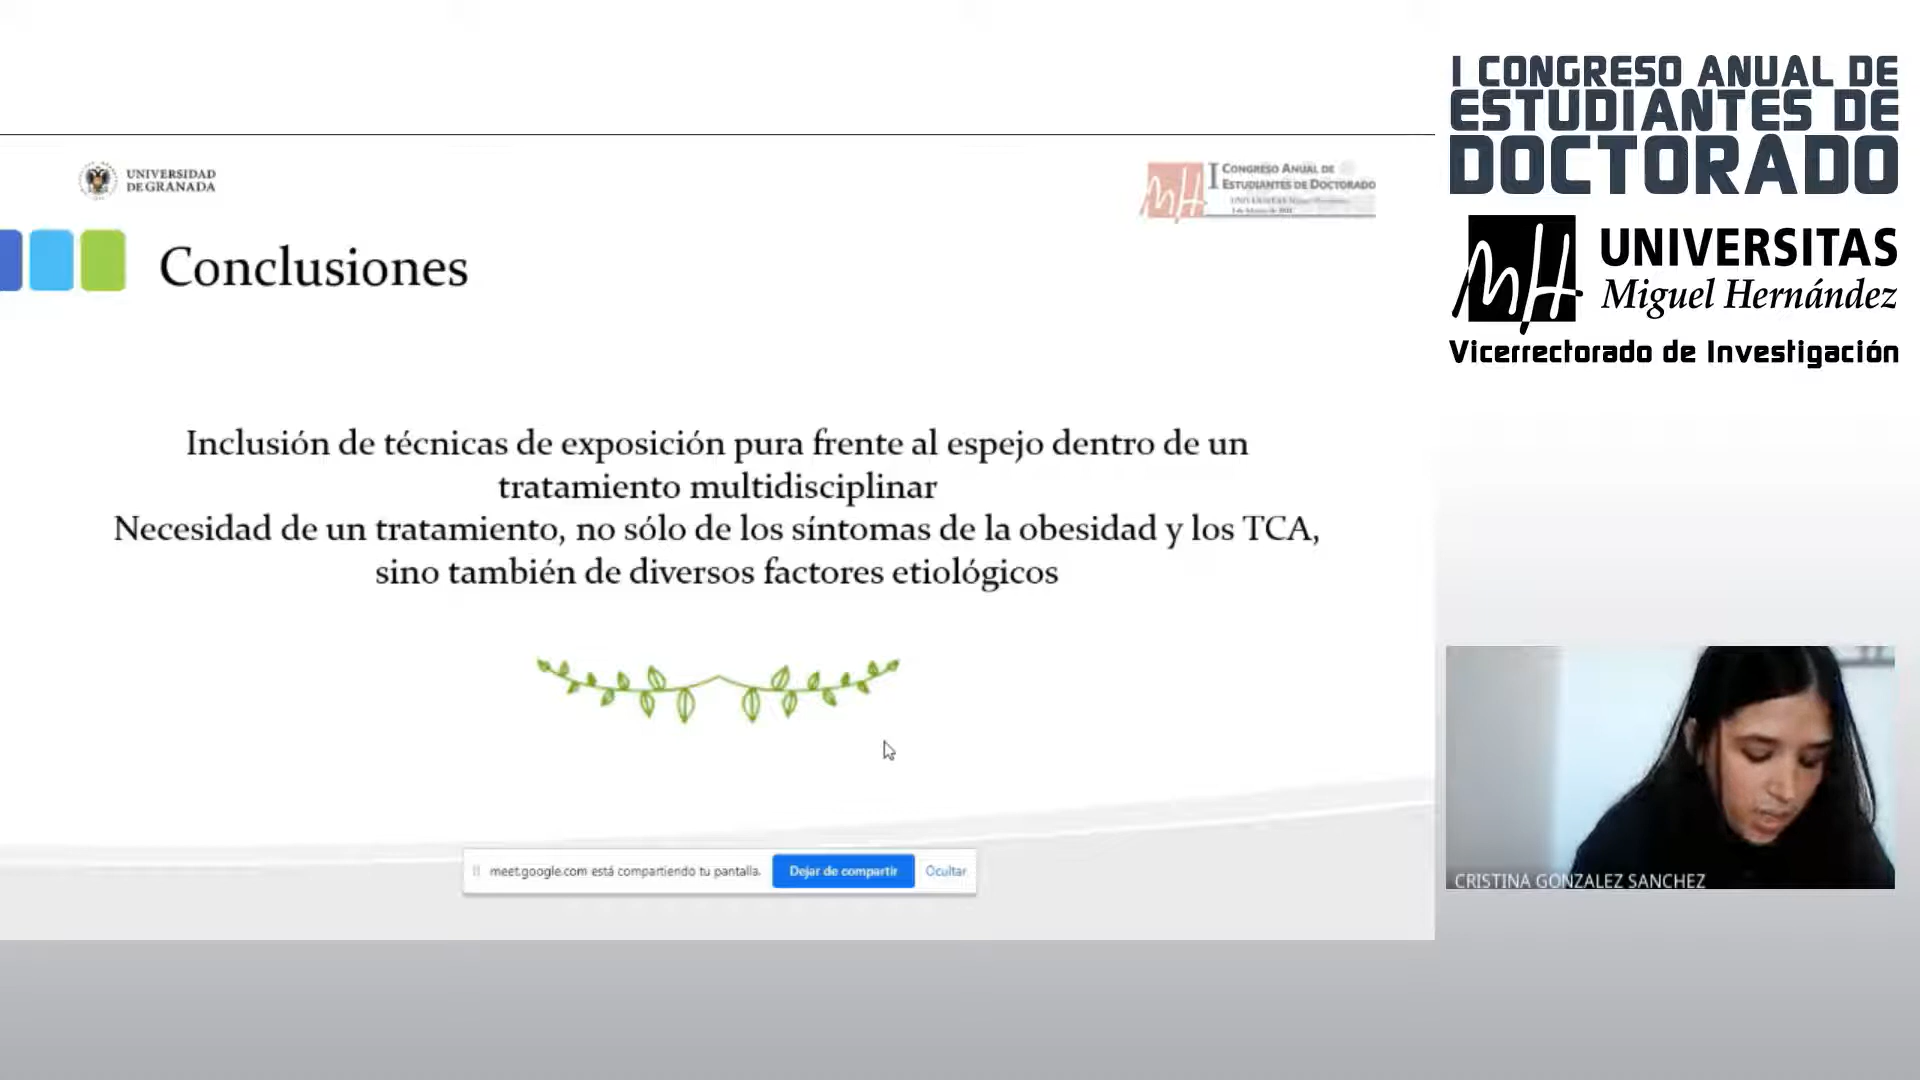 UNIVERSIDAD
DE GRANADA
I CONGRESO ANUAL DE
ESTUDIANTES DE DOCTORADO
Conclusiones
Inclusión de técnicas de exposición pura frente al espejo dentro de un
tratamiento multidisciplinar
Necesidad de un tratamiento, no sólo de los síntomas de la obesidad y los TCA,
sino también de diversos factores etiológicos
meet.google.com está compartiendo tu pantalla.
Dejar de compartir
Ocultar
I CONGRESO ANUAL DE
ESTUDIANTES DE
DOCTORADO
MH
UNIVERSITAS
Miguel Hernández
Vicerrectorado de Investigación
CRISTINA GONZALEZ SANCHEZ